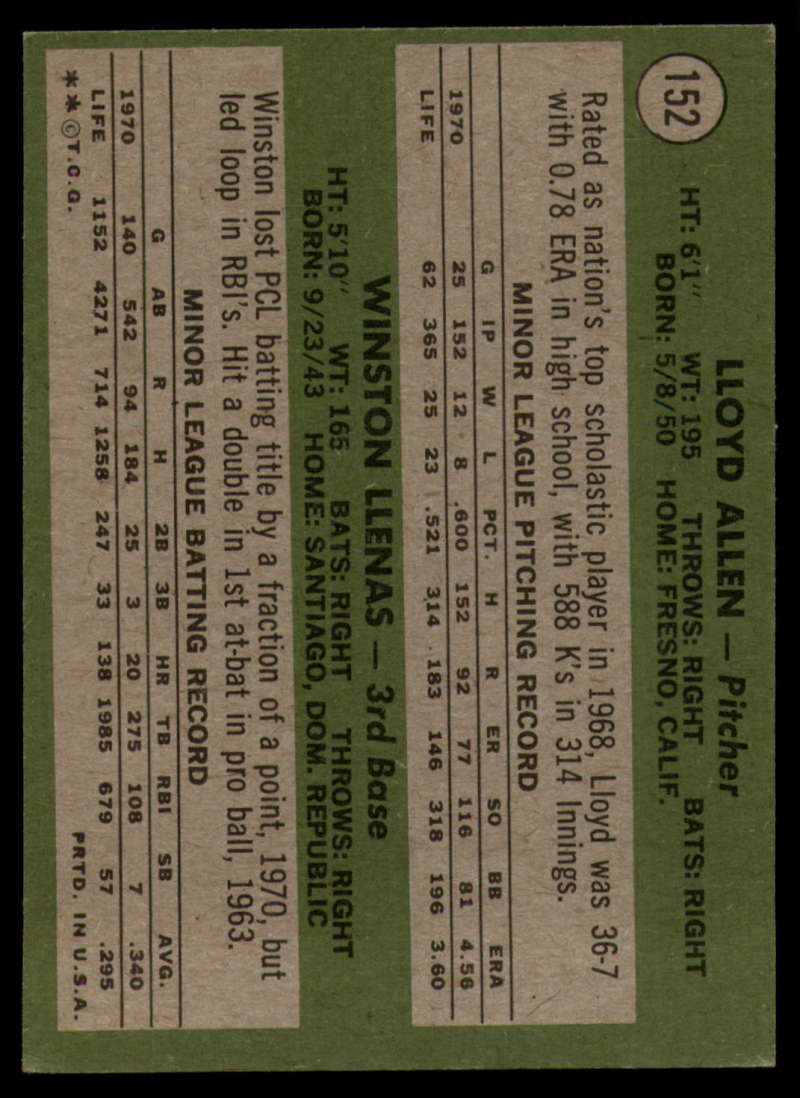 152
LLOYD ALLEN — Pitcher
HT: 6'1" WT: 195 THROWS: RIGHT BATS: RIGHT
BORN: 5/8/50 HOME: FRESNO, CALIF.
Rated as nation's top scholastic player in 1968, Lloyd was 36-7
with 0.78 ERA in high school, with 588 K's in 314 Innings.
MINOR LEAGUE PITCHING RECORD
G IP W L PCT. H R ER SO BB ERA
1970 25 152 12 8 .600 152 92 77 116 81 4.56
LIFE 62 365 25 23 .521 314 183 146 318 196 3.60
WINSTON LLENAS — 3rd Base
HT: 5'10" WT: 165 BATS: RIGHT THROWS: RIGHT
BORN: 9/23/43 HOME: SANTIAGO, DOM. REPUBLIC
Winston lost PCL batting title by a fraction of a point, 1970, but
led loop in RBI's. Hit a double in 1st at-bat in pro ball, 1963.
MINOR LEAGUE BATTING RECORD
G AB R H 2B 3B HR TB RBI SB AVG.
1970 140 542 94 184 25 3 20 275 108 7 .340
LIFE 1152 4271 714 1258 247 33 138 1985 679 57 .295
**©T.C.G. PRTD. IN U.S.A.